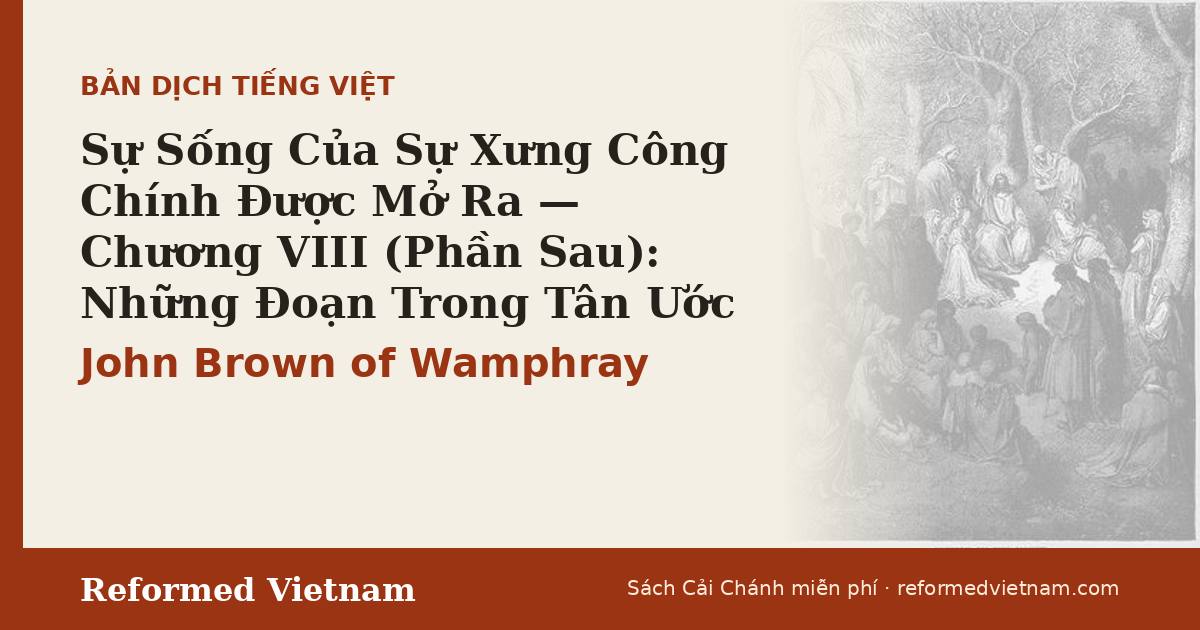 BẢN DỊCH TIẾNG VIỆT
Sự Sống Của Sự Xưng Công
Chính Được Mở Ra —
Chương VIII (Phần Sau):
Những Đoạn Trong Tân Ước
John Brown of Wamphray
Reformed Vietnam
Sách Cải Chánh miễn phí · reformedvietnam.com